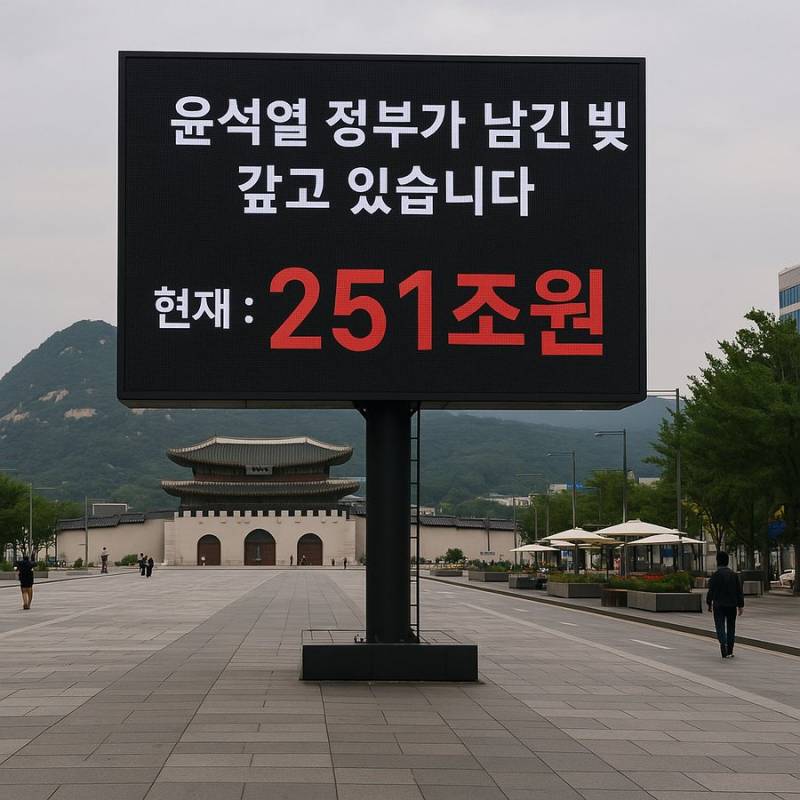 윤석열 정부가 남긴 빚
갚고 있습니다
현재 : 251조원